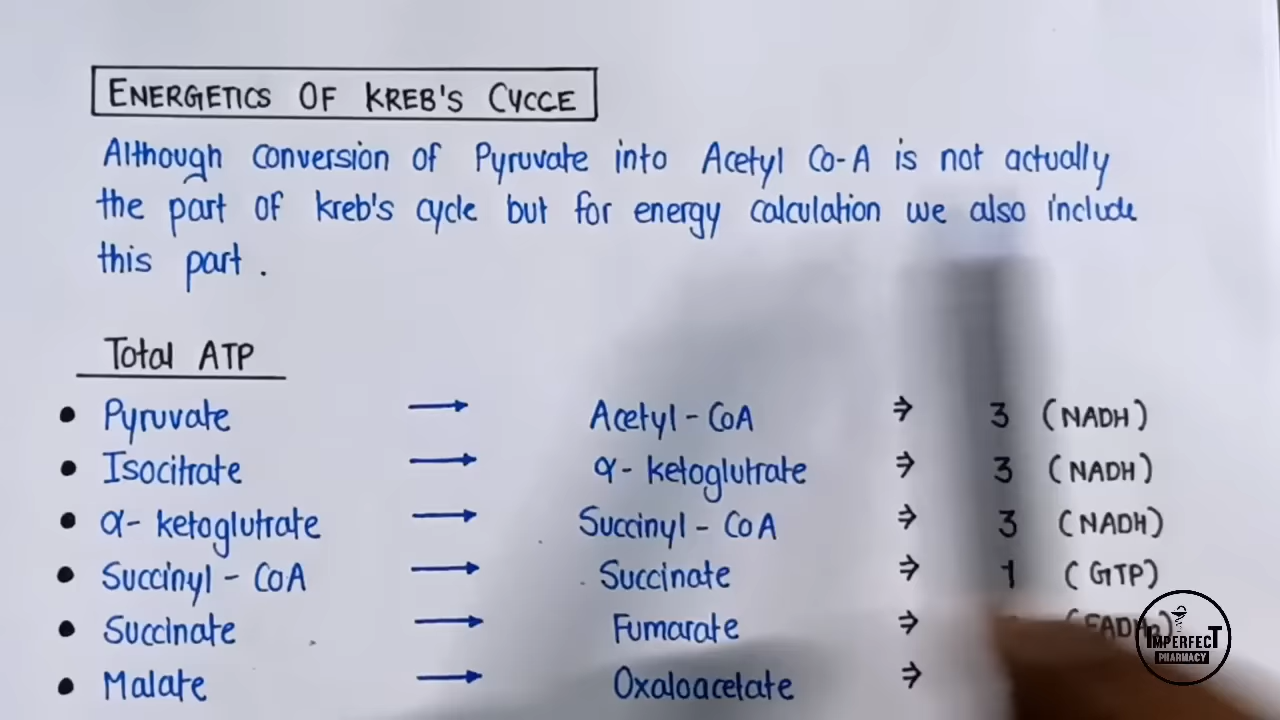 ENERGETICS OF KREB'S CYCCE
Although conversion of Pyruvate into Acetyl Co-A is not actually
the part of kreb's cycle but for energy calculation we also include
this part .
Total ATP
• Pyruvate → Acetyl - CoA ⇒ 3 (NADH)
• Isocitrate → α- ketoglutrate ⇒ 3 (NADH)
• α- ketoglutrate → Succinyl - CoA ⇒ 3 (NADH)
• Succinyl - CoA → Succinate ⇒ 1 (GTP)
• Succinate → Fumarate ⇒
• Malate → Oxaloacetate ⇒
IMPERFECT
PHARMACY